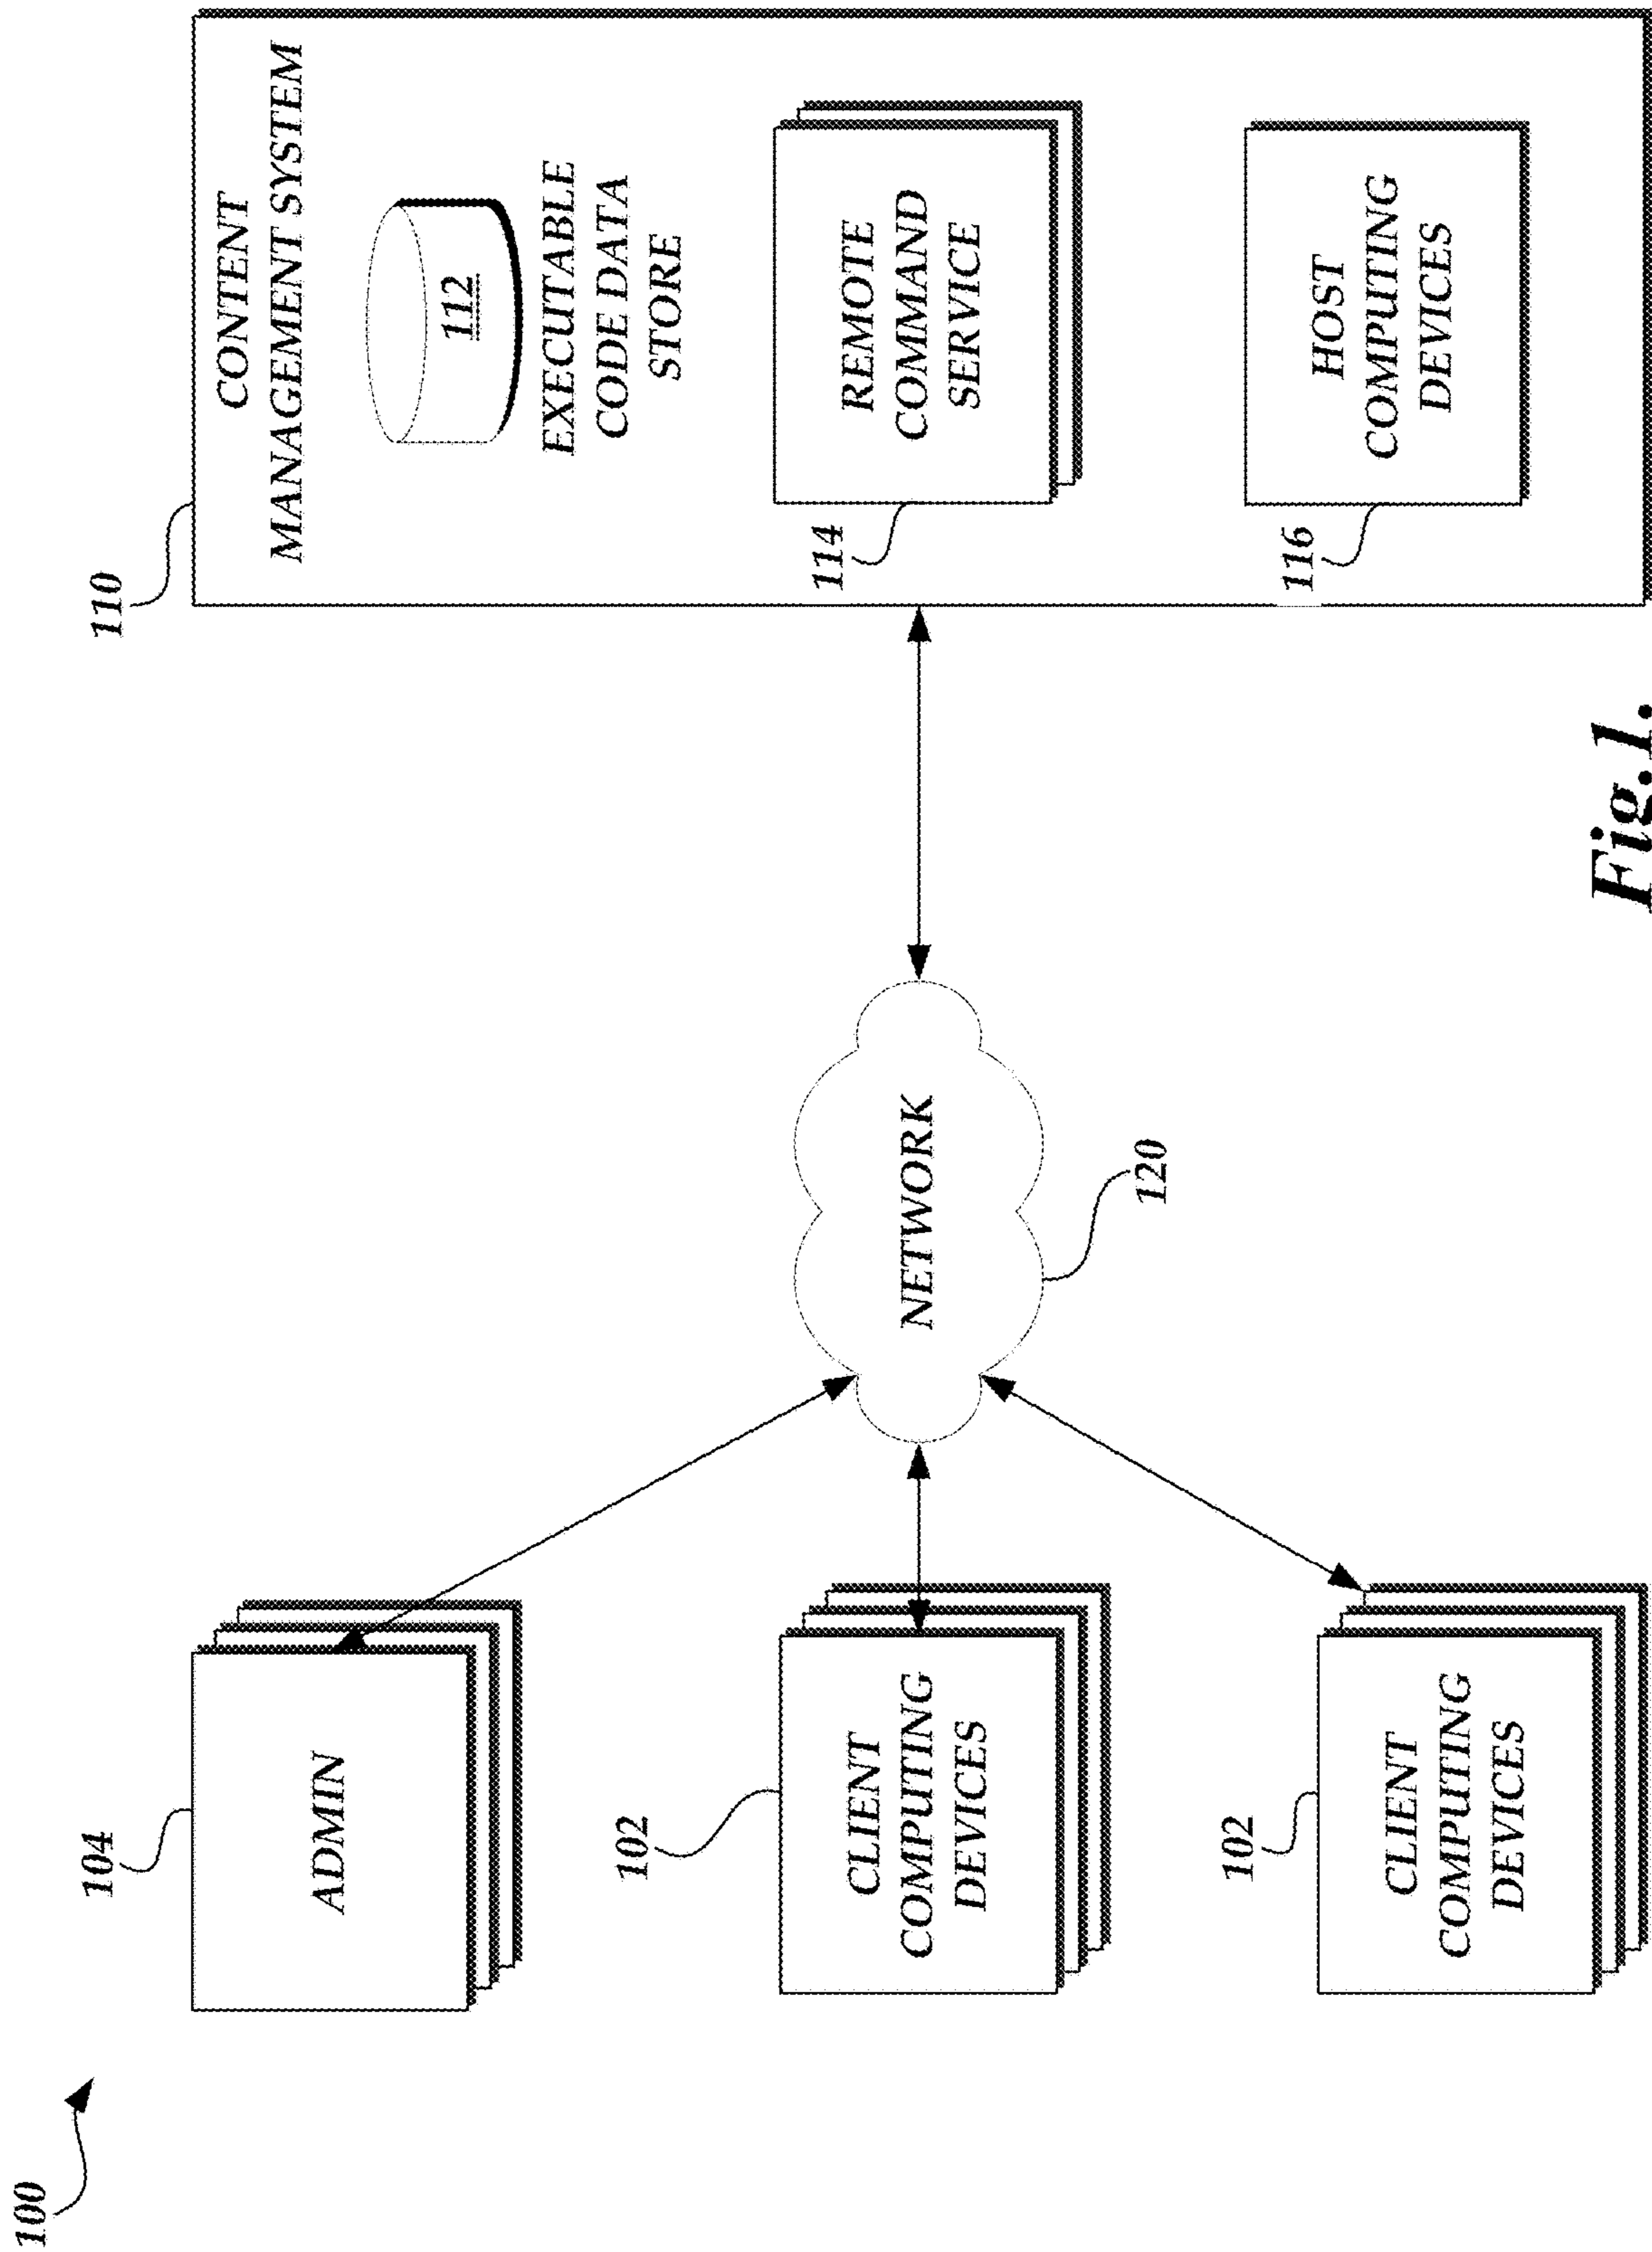 100
104
ADMIN
102
CLIENT
COMPUTING
DEVICES
102
CLIENT
COMPUTING
DEVICES
NETWORK
120
110
CONTENT
MANAGEMENT SYSTEM
112
EXECUTABLE
CODE DATA
STORE
114
REMOTE
COMMAND
SERVICE
116
HOST
COMPUTING
DEVICES
Fig.1.